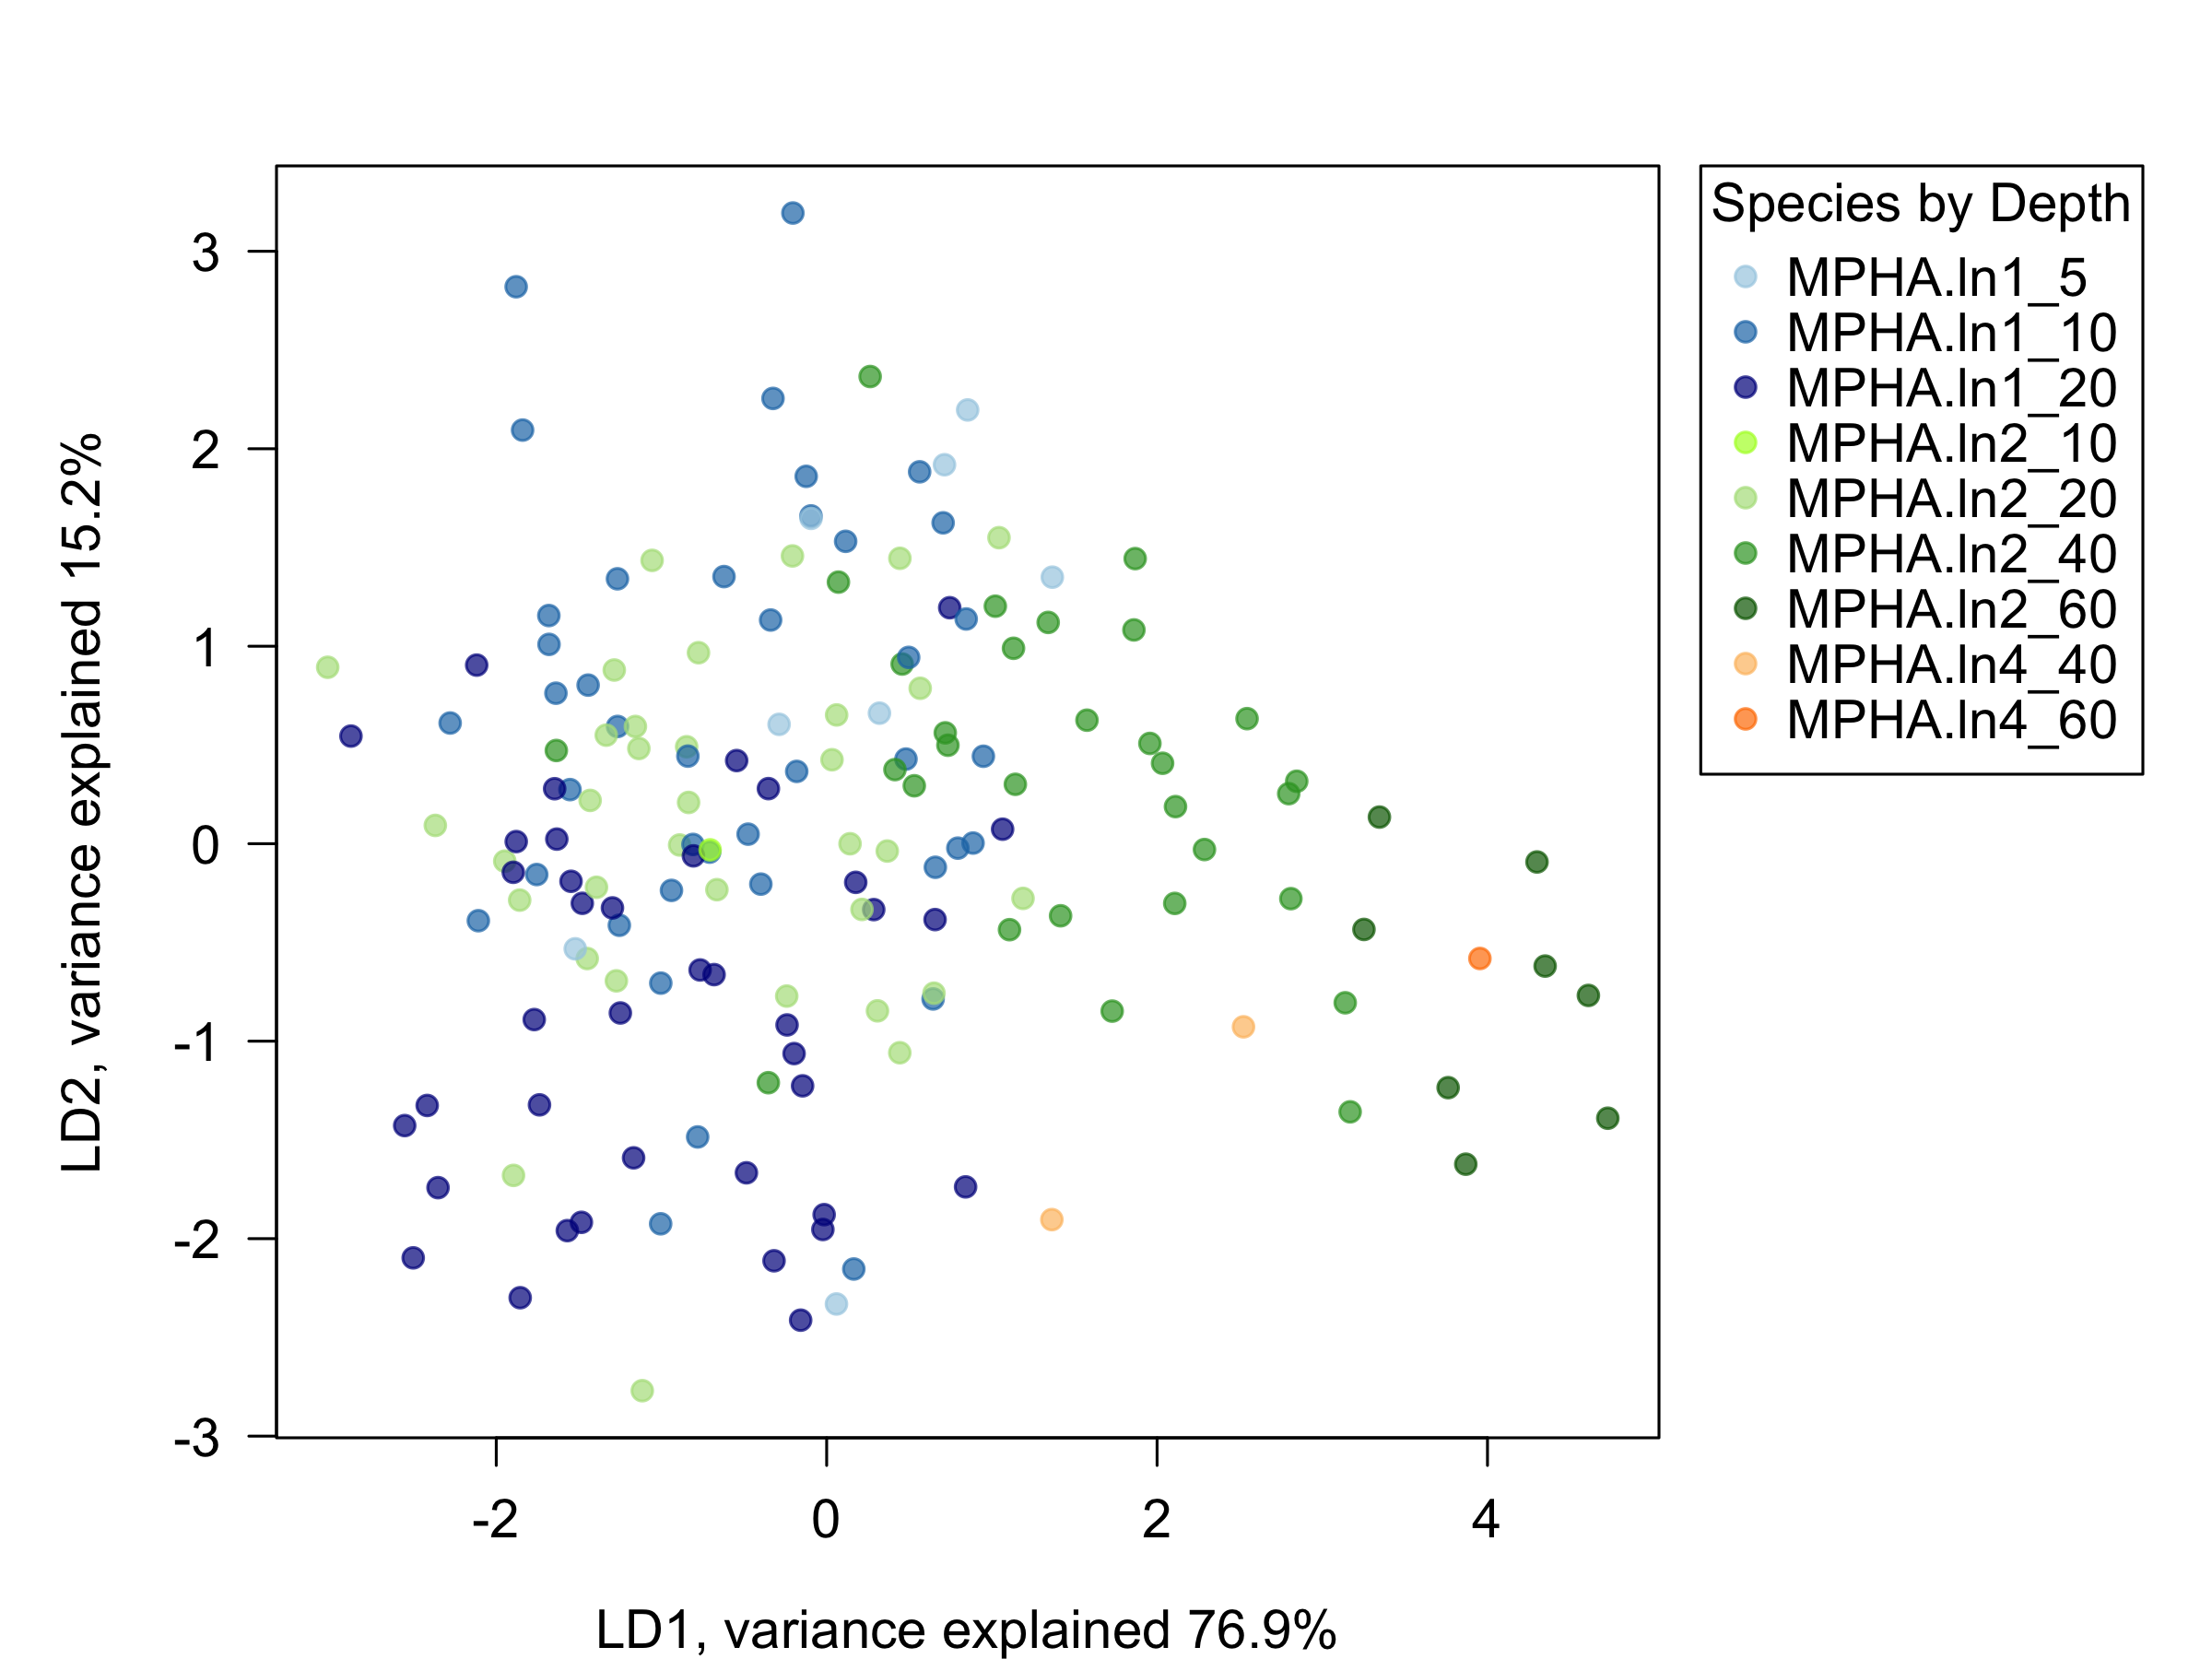 Species by Depth
MPHA.ln1_5
MPHA.ln1_10
MPHA.ln1_20
MPHA.ln2_10
MPHA.ln2_20
MPHA.ln2_40
MPHA.ln2_60
MPHA.ln4_40
MPHA.ln4_60
LD2, variance explained 15.2%
3
2
1
0
-1
-2
-3
-2
0
2
4
LD1, variance explained 76.9%